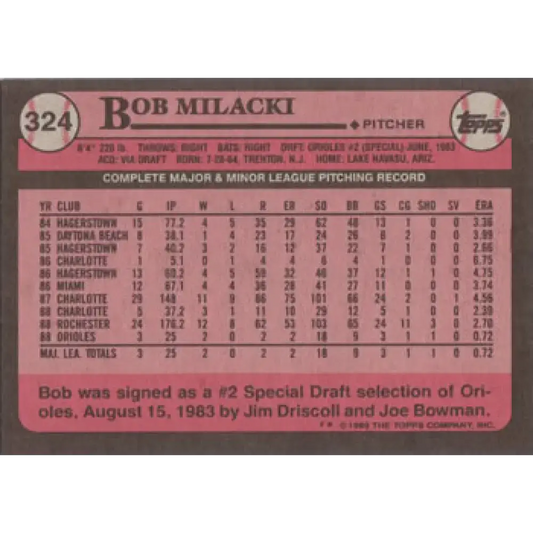 324
BOB MILACKI
PITCHER
Topps
6'4" 220 lb. THROWS: RIGHT BATS: RIGHT DRFT: ORIOLES #2 (SPECIAL)-JUNE, 1983
ACQ: VIA DRAFT BORN: 7-28-64, TRENTON, N.J. HOME: LAKE HAVASU, ARIZ.
COMPLETE MAJOR & MINOR LEAGUE PITCHING RECORD
YR CLUB G IP W L R ER SO BB GS CG SHO SV ERA
84 HAGERSTOWN 15 77.2 4 5 35 29 62 48 13 1 0 0 3.36
85 DAYTONA BEACH 8 38.1 1 4 23 17 24 26 6 2 0 0 3.99
85 HAGERSTOWN 7 40.2 3 2 16 12 37 22 7 1 1 0 2.66
86 CHARLOTTE 1 5.1 0 1 4 4 6 4 1 0 0 0 6.75
86 HAGERSTOWN 13 60.2 4 5 32 46 37 12 1 1 0 4.75
86 MIAMI 12 67.1 4 4 36 28 41 27 11 0 0 0 3.74
87 CHARLOTTE 29 148 11 9 86 75 101 66 24 2 0 1 4.56
88 CHARLOTTE 5 37.2 3 1 11 10 29 12 5 1 0 0 2.39
88 ROCHESTER 24 176.2 12 8 62 53 103 65 24 11 3 0 2.70
88 ORIOLES 3 25 2 0 2 2 18 9 3 1 1 0 0.72
MAJ. LEA. TOTALS 3 25 2 0 2 2 18 9 3 1 1 0 0.72
Bob was signed as a #2 Special Draft selection of Ori-
oles, August 15, 1983 by Jim Driscoll and Joe Bowman.
© 1989 THE TOPPS COMPANY, INC.